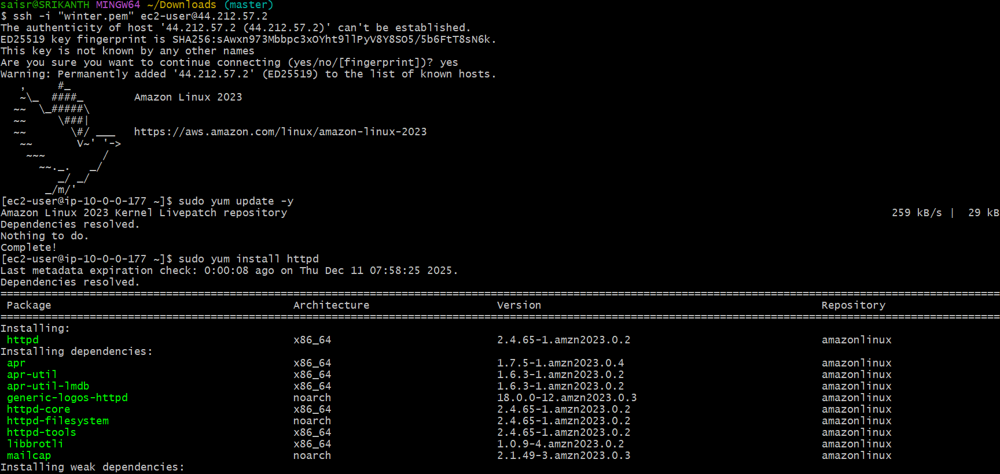 saisr@SRIKANTH MINGW64 ~/Downloads (master)
$ ssh -i "winter.pem" ec2-user@44.212.57.2
The authenticity of host '44.212.57.2 (44.212.57.2)' can't be established.
ED25519 key fingerprint is SHA256:sAwxn973Mbbpc3xOYht9llPyV8Y8SO5/5b6FtT8sN6k.
This key is not known by any other names
Are you sure you want to continue connecting (yes/no/[fingerprint])? yes
Warning: Permanently added '44.212.57.2' (ED25519) to the list of known hosts.
   ,     #_
   ~\_  ####_        Amazon Linux 2023
  ~~  \_#####\
  ~~     \###|
  ~~       \#/ ___   https://aws.amazon.com/linux/amazon-linux-2023
   ~~       V~' '->
    ~~~         /
      ~~._.   _/
         _/ _/
       _/m/'
[ec2-user@ip-10-0-0-177 ~]$ sudo yum update -y
Amazon Linux 2023 Kernel Livepatch repository 259 kB/s | 29 kB
Dependencies resolved.
Nothing to do.
Complete!
[ec2-user@ip-10-0-0-177 ~]$ sudo yum install httpd
Last metadata expiration check: 0:00:08 ago on Thu Dec 11 07:58:25 2025.
Dependencies resolved.
Package Architecture Version Repository
Installing:
httpd x86_64 2.4.65-1.amzn2023.0.2 amazonlinux
Installing dependencies:
apr x86_64 1.7.5-1.amzn2023.0.4 amazonlinux
apr-util x86_64 1.6.3-1.amzn2023.0.2 amazonlinux
apr-util-lmdb x86_64 1.6.3-1.amzn2023.0.2 amazonlinux
generic-logos-httpd noarch 18.0.0-12.amzn2023.0.3 amazonlinux
httpd-core x86_64 2.4.65-1.amzn2023.0.2 amazonlinux
httpd-filesystem noarch 2.4.65-1.amzn2023.0.2 amazonlinux
httpd-tools x86_64 2.4.65-1.amzn2023.0.2 amazonlinux
libbrotli x86_64 1.0.9-4.amzn2023.0.2 amazonlinux
mailcap noarch 2.1.49-3.amzn2023.0.3 amazonlinux
Installing weak dependencies: